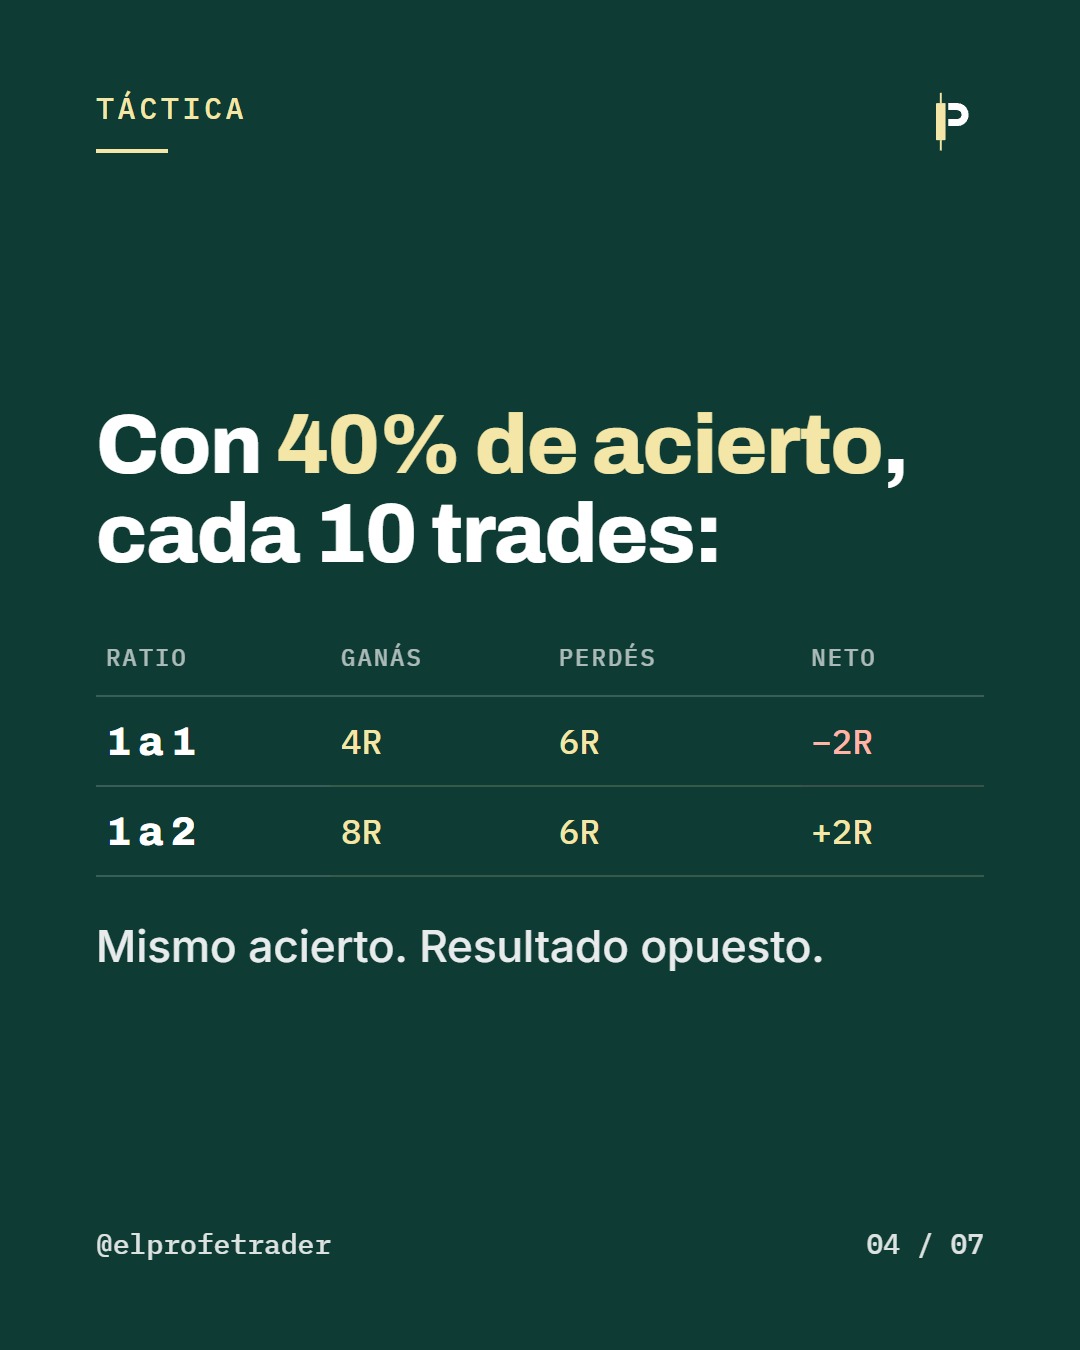 TÁCTICA
Con 40% de acierto,
cada 10 trades:
RATIO GANÁS PERDÉS NETO
1 a 1 4R 6R −2R
1 a 2 8R 6R +2R
Mismo acierto. Resultado opuesto.
@elprofetrader 04 / 07